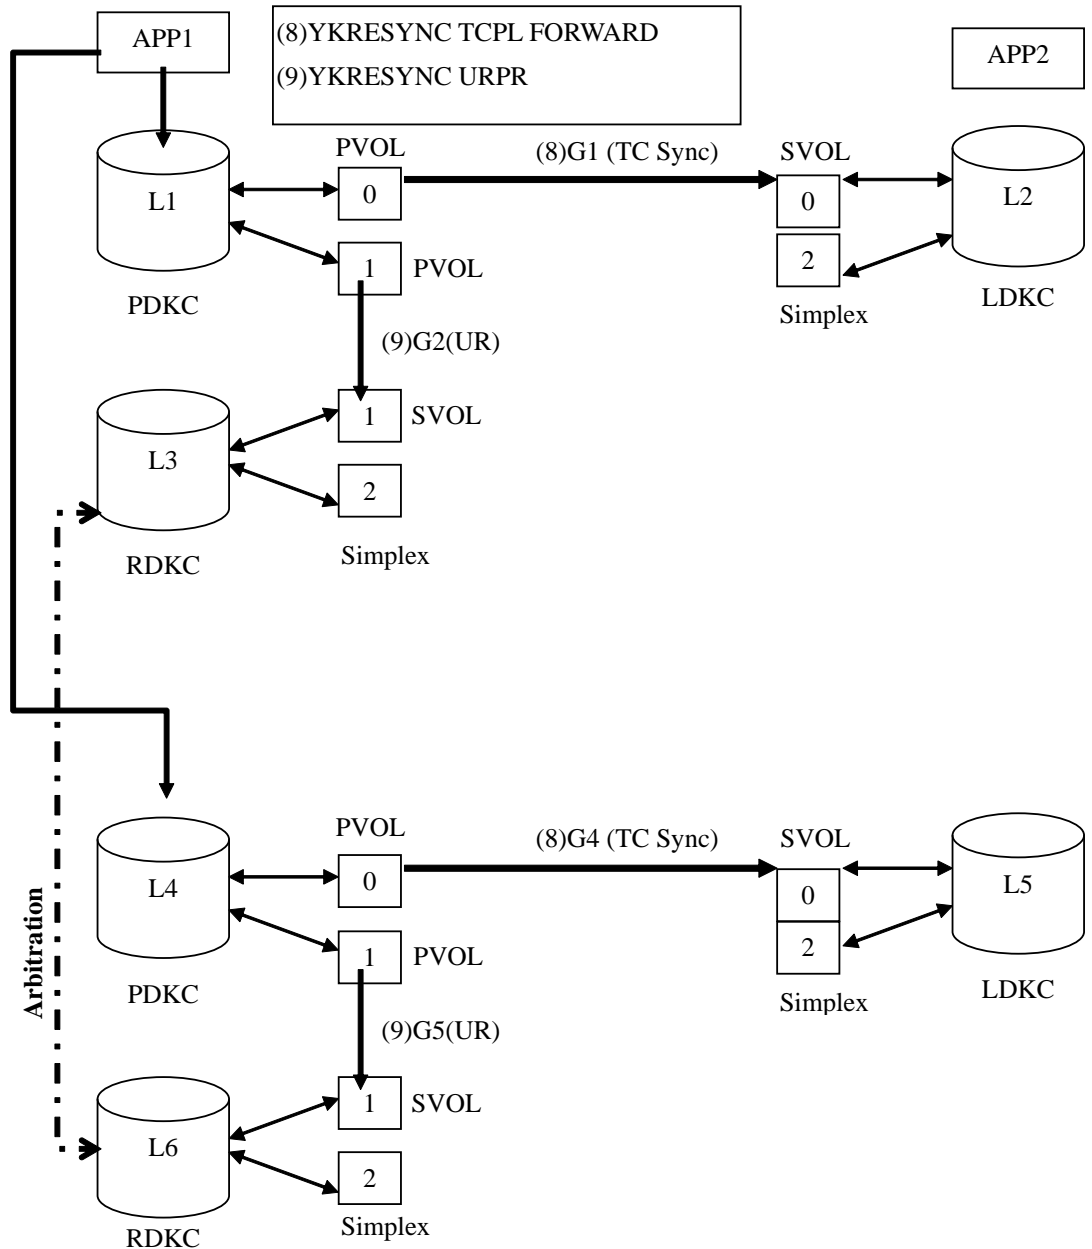 APP1
(8)YKRESYNC TCPL FORWARD
(9)YKRESYNC URPR
APP2
PVOL
(8)G1 (TC Sync)
SVOL
L1
0
0
L2
1
PVOL
2
PDKC
Simplex
LDKC
(9)G2(UR)
1
SVOL
L3
2
RDKC
Simplex
Arbitration
PVOL
(8)G4 (TC Sync)
SVOL
L4
0
0
L5
1
PVOL
2
PDKC
Simplex
LDKC
(9)G5(UR)
1
SVOL
L6
2
RDKC
Simplex